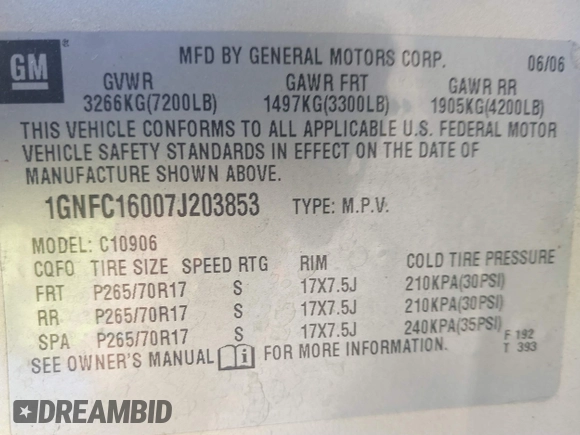 GM ® MFD BY GENERAL MOTORS CORP. 06/06
GVWR GAWR FRT GAWR RR
3266KG(7200LB) 1497KG(3300LB) 1905KG(4200LB)
THIS VEHICLE CONFORMS TO ALL APPLICABLE U.S. FEDERAL MOTOR
VEHICLE SAFETY STANDARDS IN EFFECT ON THE DATE OF
MANUFACTURE SHOWN ABOVE.
1GNFC16007J203853 TYPE: M.P.V.
MODEL: C10906
CQFO TIRE SIZE SPEED RTG RIM COLD TIRE PRESSURE
FRT P265/70R17 S 17X7.5J 210KPA(30PSI)
RR P265/70R17 S 17X7.5J 210KPA(30PSI)
SPA P265/70R17 S 17X7.5J 240KPA(35PSI)
F 192
SEE OWNER'S MANUAL i FOR MORE INFORMATION. T 393
DREAMBID